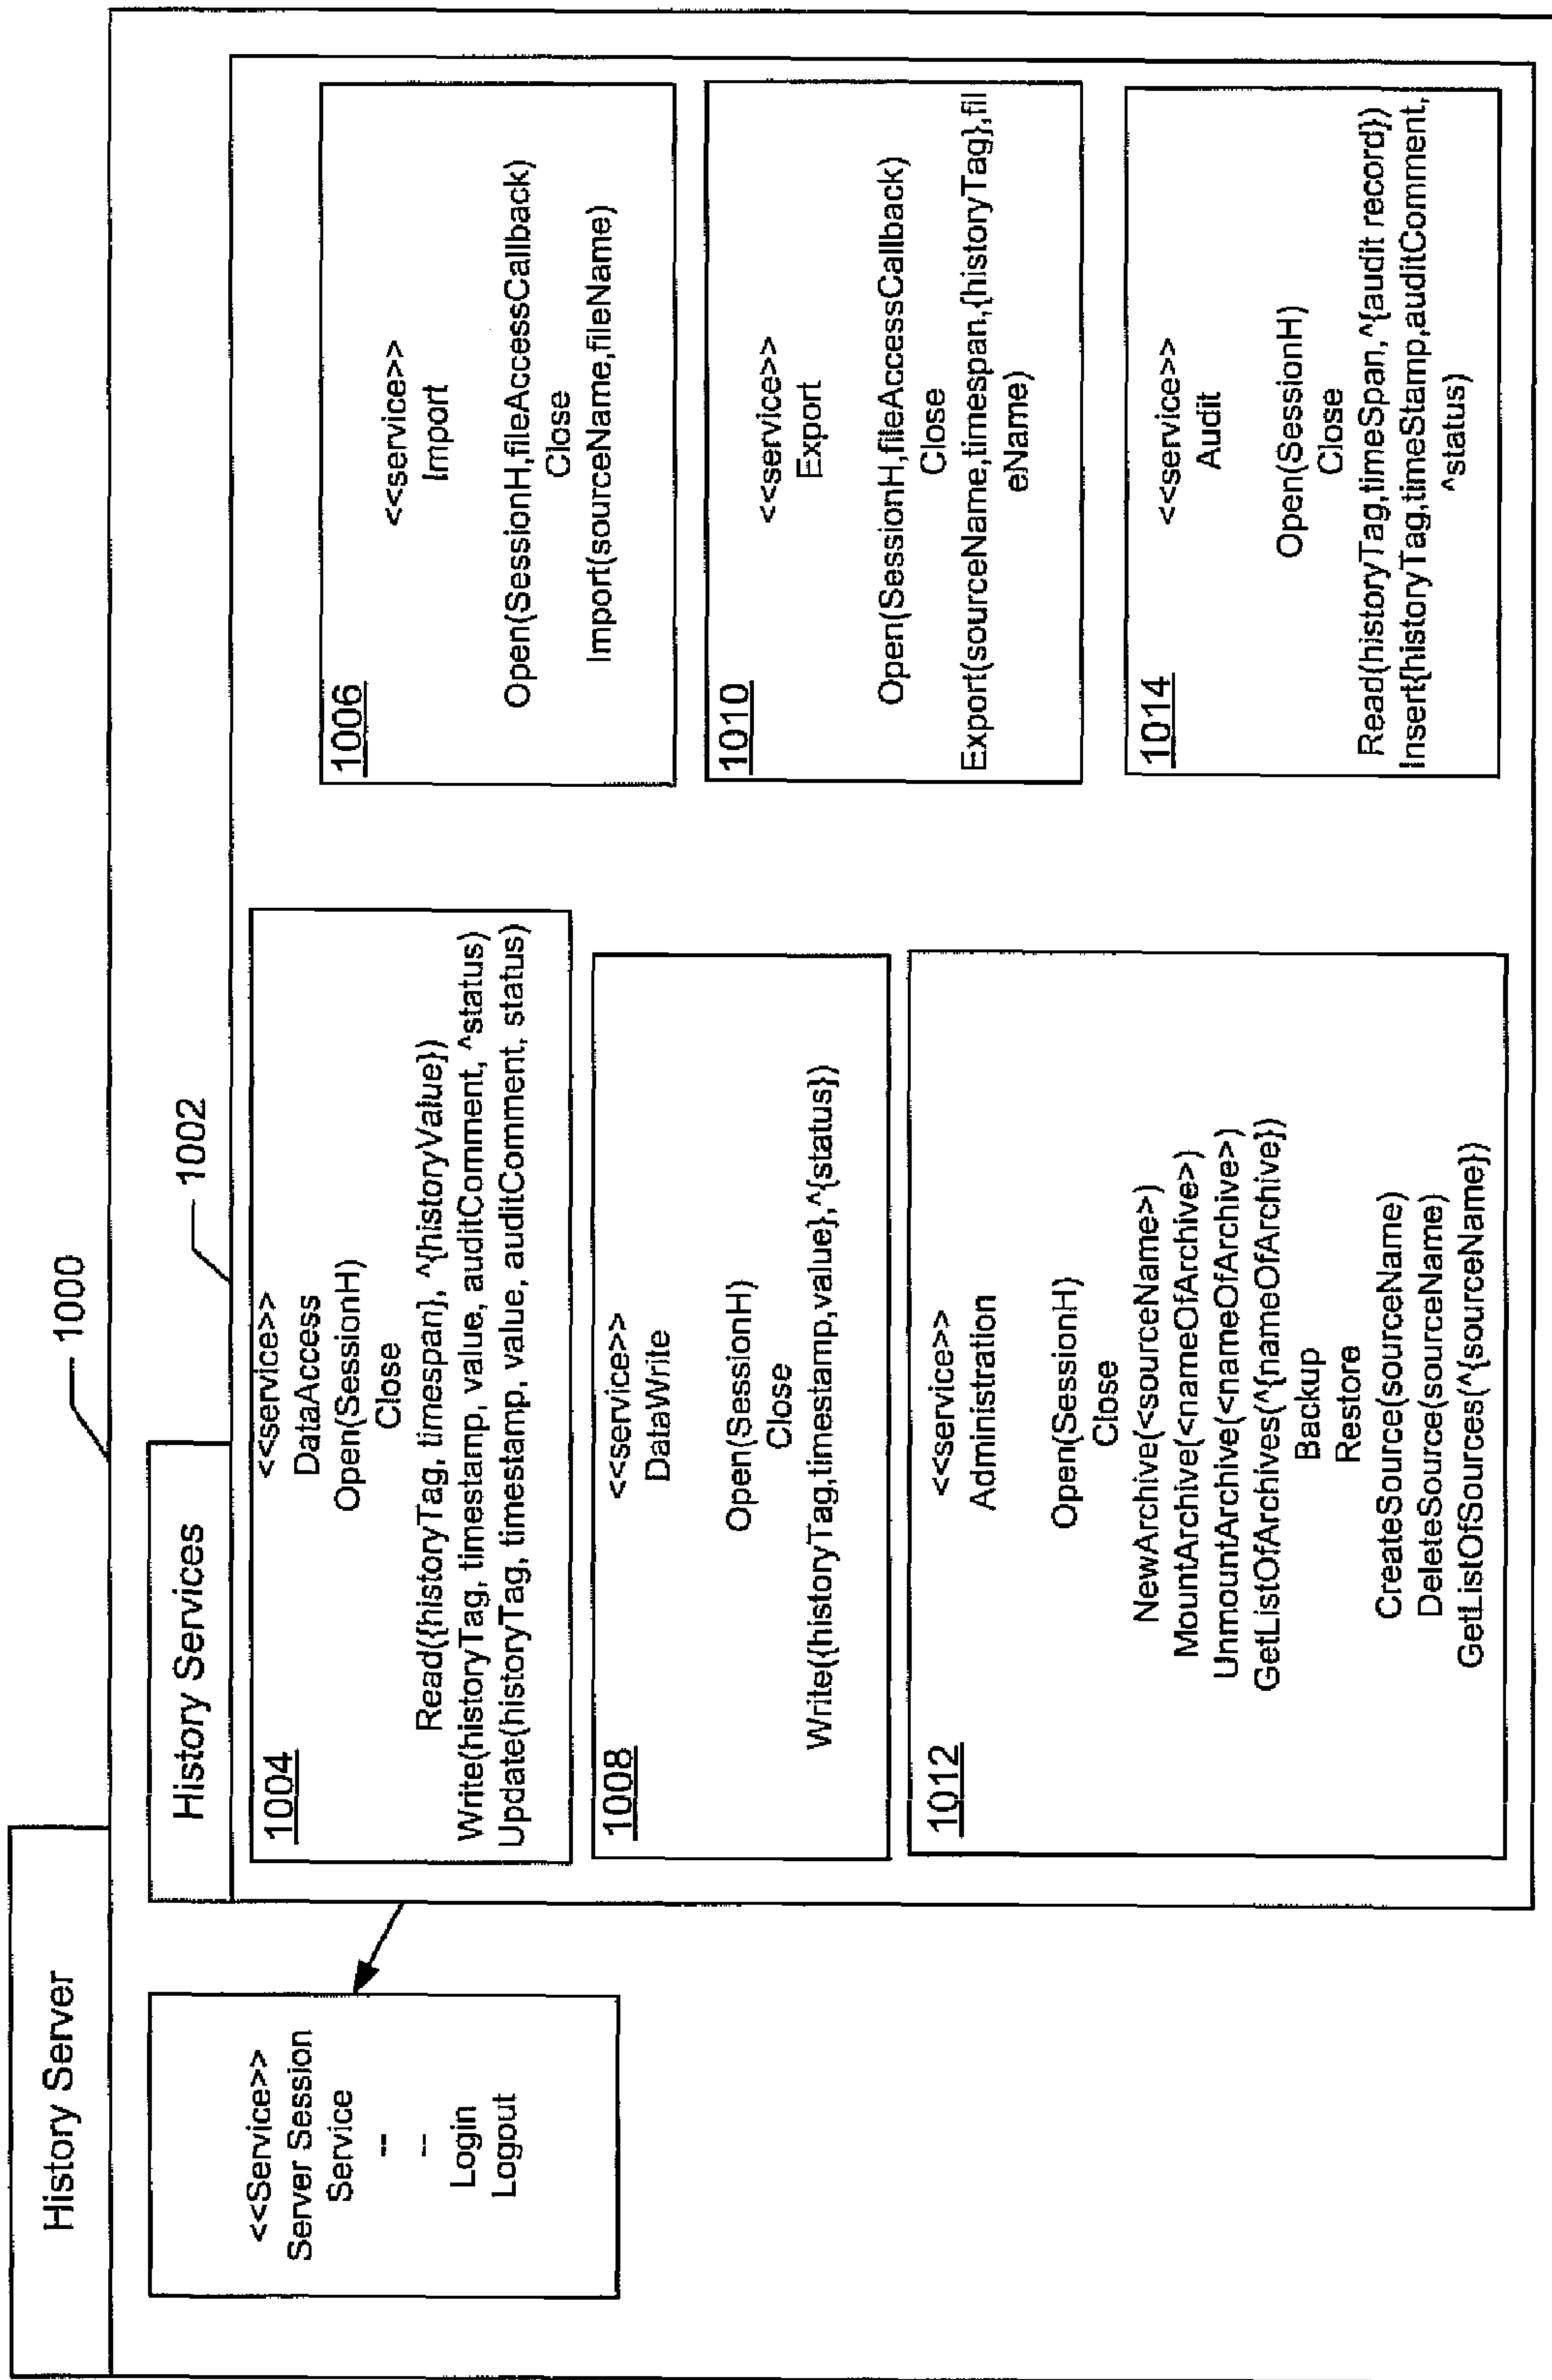 History Server
1000
<<Service>>
Server Session
Service
--
--
Login
Logout
History Services
1002
1004
<<service>>
DataAccess
Open(SessionH)
Close
Read({historyTag, timespan}, ^{historyValue})
Write(historyTag, timestamp, value, auditComment, ^status)
Update(historyTag, timestamp, value, auditComment, status)
1006
<<service>>
Import
Open(SessionH,fileAccessCallback)
Close
Import(sourceName,fileName)
1008
<<service>>
DataWrite
Open(SessionH)
Close
Write({historyTag,timestamp,value},^{status})
1010
<<service>>
Export
Open(SessionH,fileAccessCallback)
Close
Export(sourceName,timespan,{historyTag},fil
eName)
1012
<<service>>
Administration
Open(SessionH)
Close
NewArchive(<sourceName>)
MountArchive(<nameOfArchive>)
UnmountArchive(<nameOfArchive>)
GetListOfArchives(^{nameOfArchive})
Backup
Restore
CreateSource(sourceName)
DeleteSource(sourceName)
GetListOfSources(^{sourceName})
1014
<<service>>
Audit
Open(SessionH)
Close
Read(historyTag,timeSpan,^{audit record})
Insert{historyTag,timeStamp,auditComment,
^status)